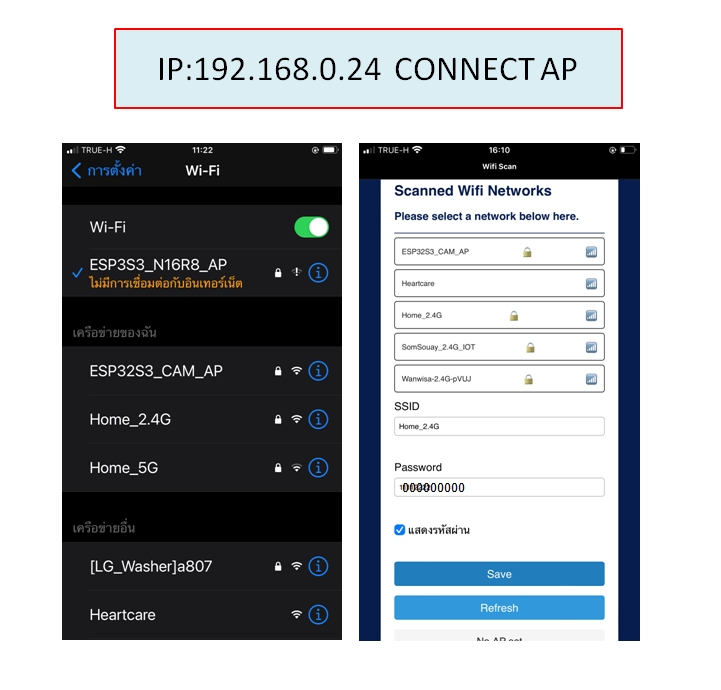 IP:192.168.0.24 CONNECT AP
TRUE-H 11:22
การตั้งค่า Wi-Fi
Wi-Fi
ESP3S3_N16R8_AP
ไม่มีการเชื่อมต่อกับอินเทอร์เน็ต
เครือข่ายของฉัน
ESP32S3_CAM_AP
Home_2.4G
Home_5G
เครือข่ายอื่น
[LG_Washer]a807
Heartcare
TRUE-H 16:10
Wifi Scan
Scanned Wifi Networks
Please select a network below here.
ESP32S3_CAM_AP
Heartcare
Home_2.4G
SomSouay_2.4G_IOT
Wanwisa-2.4G-pVUJ
SSID
Home_2.4G
Password
แสดงรหัสผ่าน
Save
Refresh
No AP set